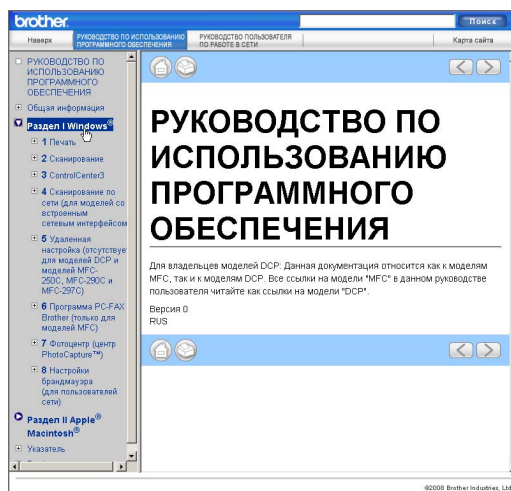 brother
Поиск
Наверх
РУКОВОДСТВО ПО ИСПОЛЬЗОВАНИЮ
ПРОГРАММНОГО ОБЕСПЕЧЕНИЯ
РУКОВОДСТВО ПОЛЬЗОВАТЕЛЯ
ПО РАБОТЕ В СЕТИ
Карта сайта
РУКОВОДСТВО ПО
ИСПОЛЬЗОВАНИЮ
ПРОГРАММНОГО
ОБЕСПЕЧЕНИЯ
Общая информация
Раздел I Windows®
1 Печать
2 Сканирование
3 ControlCenter3
4 Сканирование по
сети (для моделей со
встроенным
сетевым интерфейсом
5 Удаленная
настройка (отсутствуе
для моделей DCP и
моделей MFC-
250C, MFC-290C и
MFC-297C)
6 Программа PC-FAX
Brother (только для
моделей MFC)
7 Фотоцентр (центр
PhotoCapture™)
8 Настройки
брандмауэра
(для пользователей
сети)
Раздел II Apple®
Macintosh®
Указатель
РУКОВОДСТВО ПО
ИСПОЛЬЗОВАНИЮ
ПРОГРАММНОГО
ОБЕСПЕЧЕНИЯ
Для владельцев моделей DCP: Данная документация относится как к моделям
MFC, так и к моделям DCP. Все ссылки на модели "MFC" в данном руководстве
пользователя читайте как ссылки на модели "DCP".
Версия 0
RUS
©2008 Brother Industries, Ltd